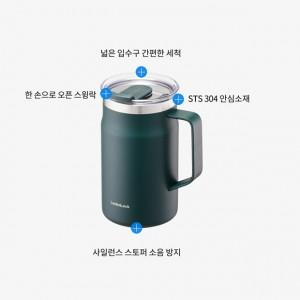 넓은 입수구 간편한 세척
한 손으로 오픈 스윙락
STS 304 안심소재
LocknLock
사일런스 스토퍼 소음 방지